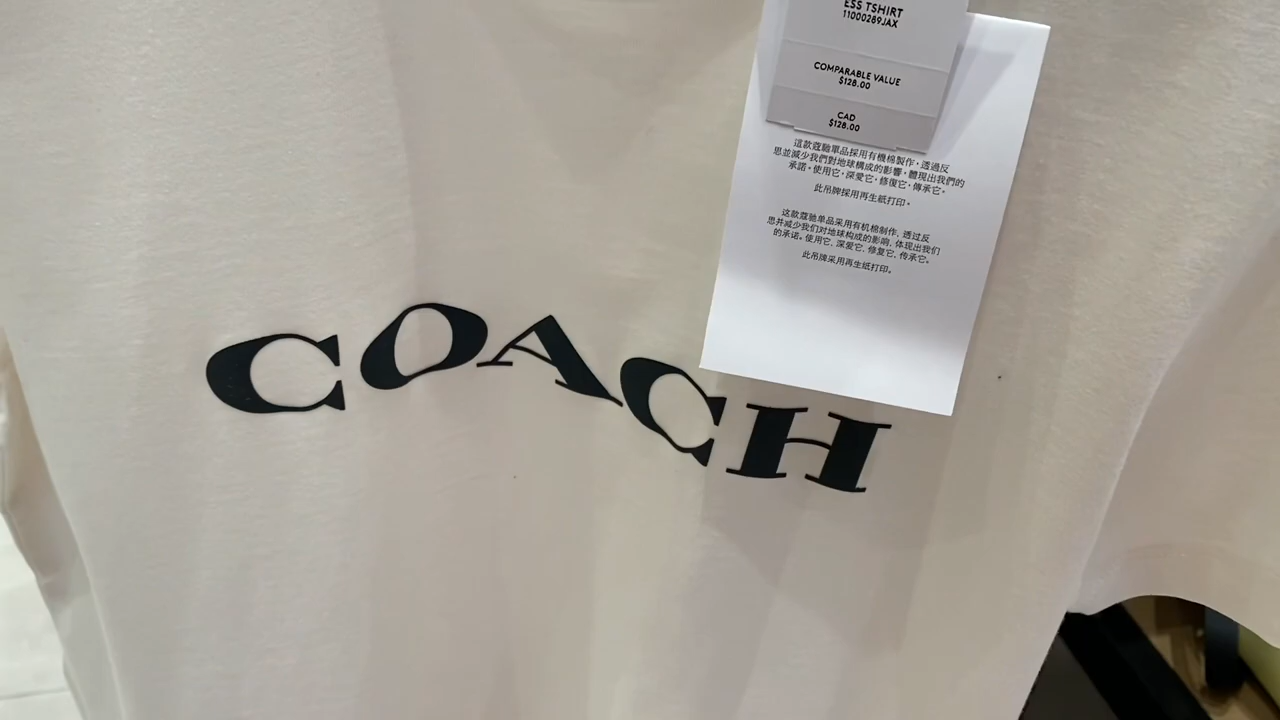 ESS TSHIRT
11000289JAX
COMPARABLE VALUE
$128.00
CAD
$128.00
這款蔻馳單品採用有機棉製作，透過反
思並減少我們對地球構成的影響，體現出我們的
承諾。使用它，深愛它，修復它，傳承它。
此吊牌採用再生紙打印。
这款蔻驰单品采用有机棉制作，透过反
思并减少我们对地球构成的影响，体现出我们
的承诺。使用它，深爱它，修复它，传承它。
此吊牌采用再生纸打印。
COACH